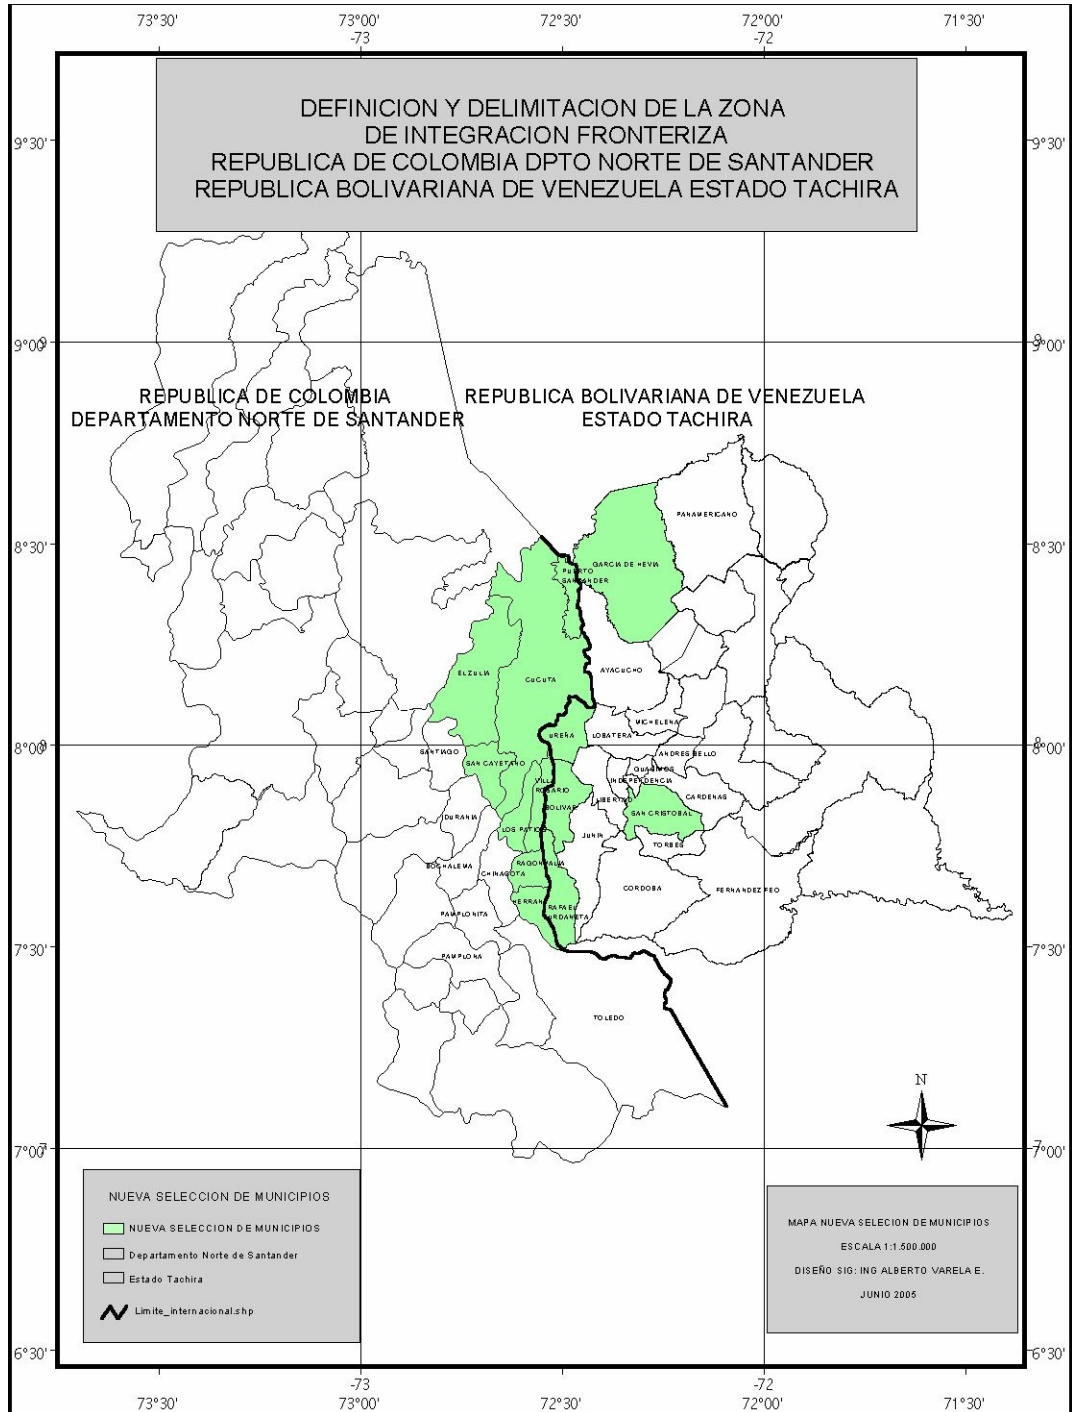 73°30'
73°00'
72°30'
72°00'
71°30'
-73
-72
DEFINICION Y DELIMITACION DE LA ZONA
DE INTEGRACION FRONTERIZA
REPUBLICA DE COLOMBIA DPTO NORTE DE SANTANDER
REPUBLICA BOLIVARIANA DE VENEZUELA ESTADO TACHIRA
9°30'
9°30'
9°00'
9
9
9°00'
REPUBLICA DE COLOMBIA
DEPARTAMENTO NORTE DE SANTANDER
REPUBLICA BOLIVARIANA DE VENEZUELA
ESTADO TACHIRA
PANAMERICANO
8°30'
8°30'
GARCIA DE HEVIA
PUERTO
SANTANDER
EL ZULIA
CUCUTA
AYACUCHO
MICHELENA
UREÑA
LOBATERA
8°00'
8
8
8°00'
SANTIAGO
SAN CAYETANO
ANDRES BELLO
GUASIMOS
INDEPENDENCIA
VILLA
ROSARIO
BOLIVAR
LIBERTAD
CARDENAS
SAN CRISTOBAL
DURANIA
LOS PATIOS
JUNIN
TORBES
BOCHALEMA
CHINACOTA
RAGONVALIA
CORDOBA
FERNANDEZ FEO
HERRAN
RAFAEL
URDANETA
PAMPLONITA
7°30'
7°30'
PAMPLONA
TOLEDO
N
7°00'
7
7°00'
NUEVA SELECCION DE MUNICIPIOS
NUEVA SELECCION DE MUNICIPIOS
Departamento Norte de Santander
Estado Tachira
Limite_internacional.shp
MAPA NUEVA SELECION DE MUNICIPIOS
ESCALA 1:1.500.000
DISEÑO SIG: ING ALBERTO VARELA E.
JUNIO 2005
6°30'
6°30'
-73
-72
73°30'
73°00'
72°30'
72°00'
71°30'